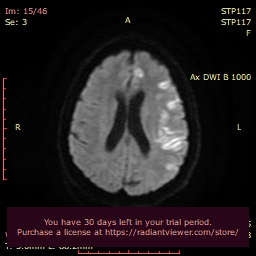 Im: 15/46
Se: 3
A
STP117
STP117
F
Ax DWI B 1000
R
L
You have 30 days left in your trial period.
Purchase a license at https://radiantviewer.com/store/